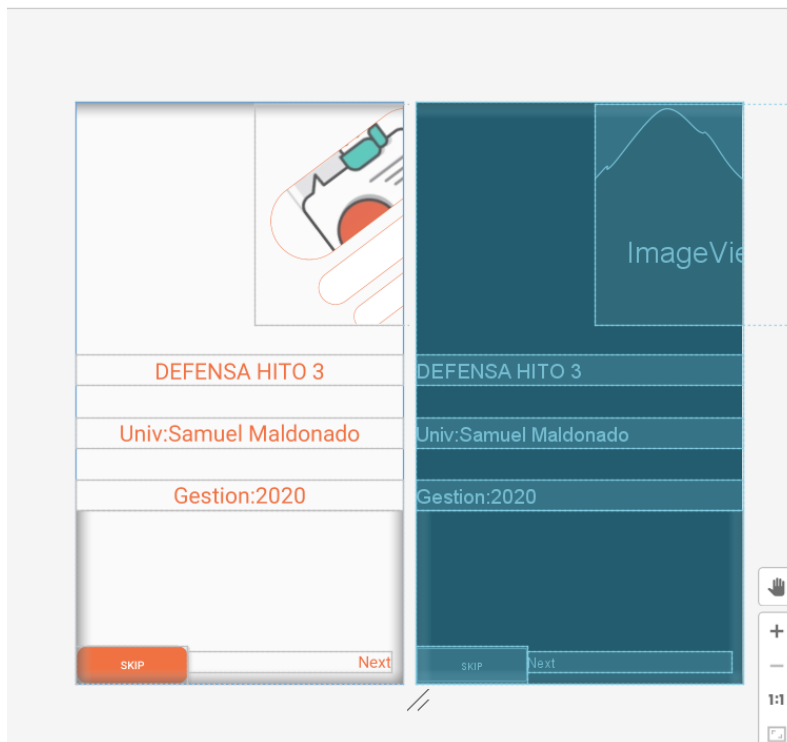 DEFENSA HITO 3
Univ:Samuel Maldonado
Gestion:2020
SKIP
Next
ImageVie
DEFENSA HITO 3
Univ:Samuel Maldonado
Gestion:2020
SKIP
Next
1:1